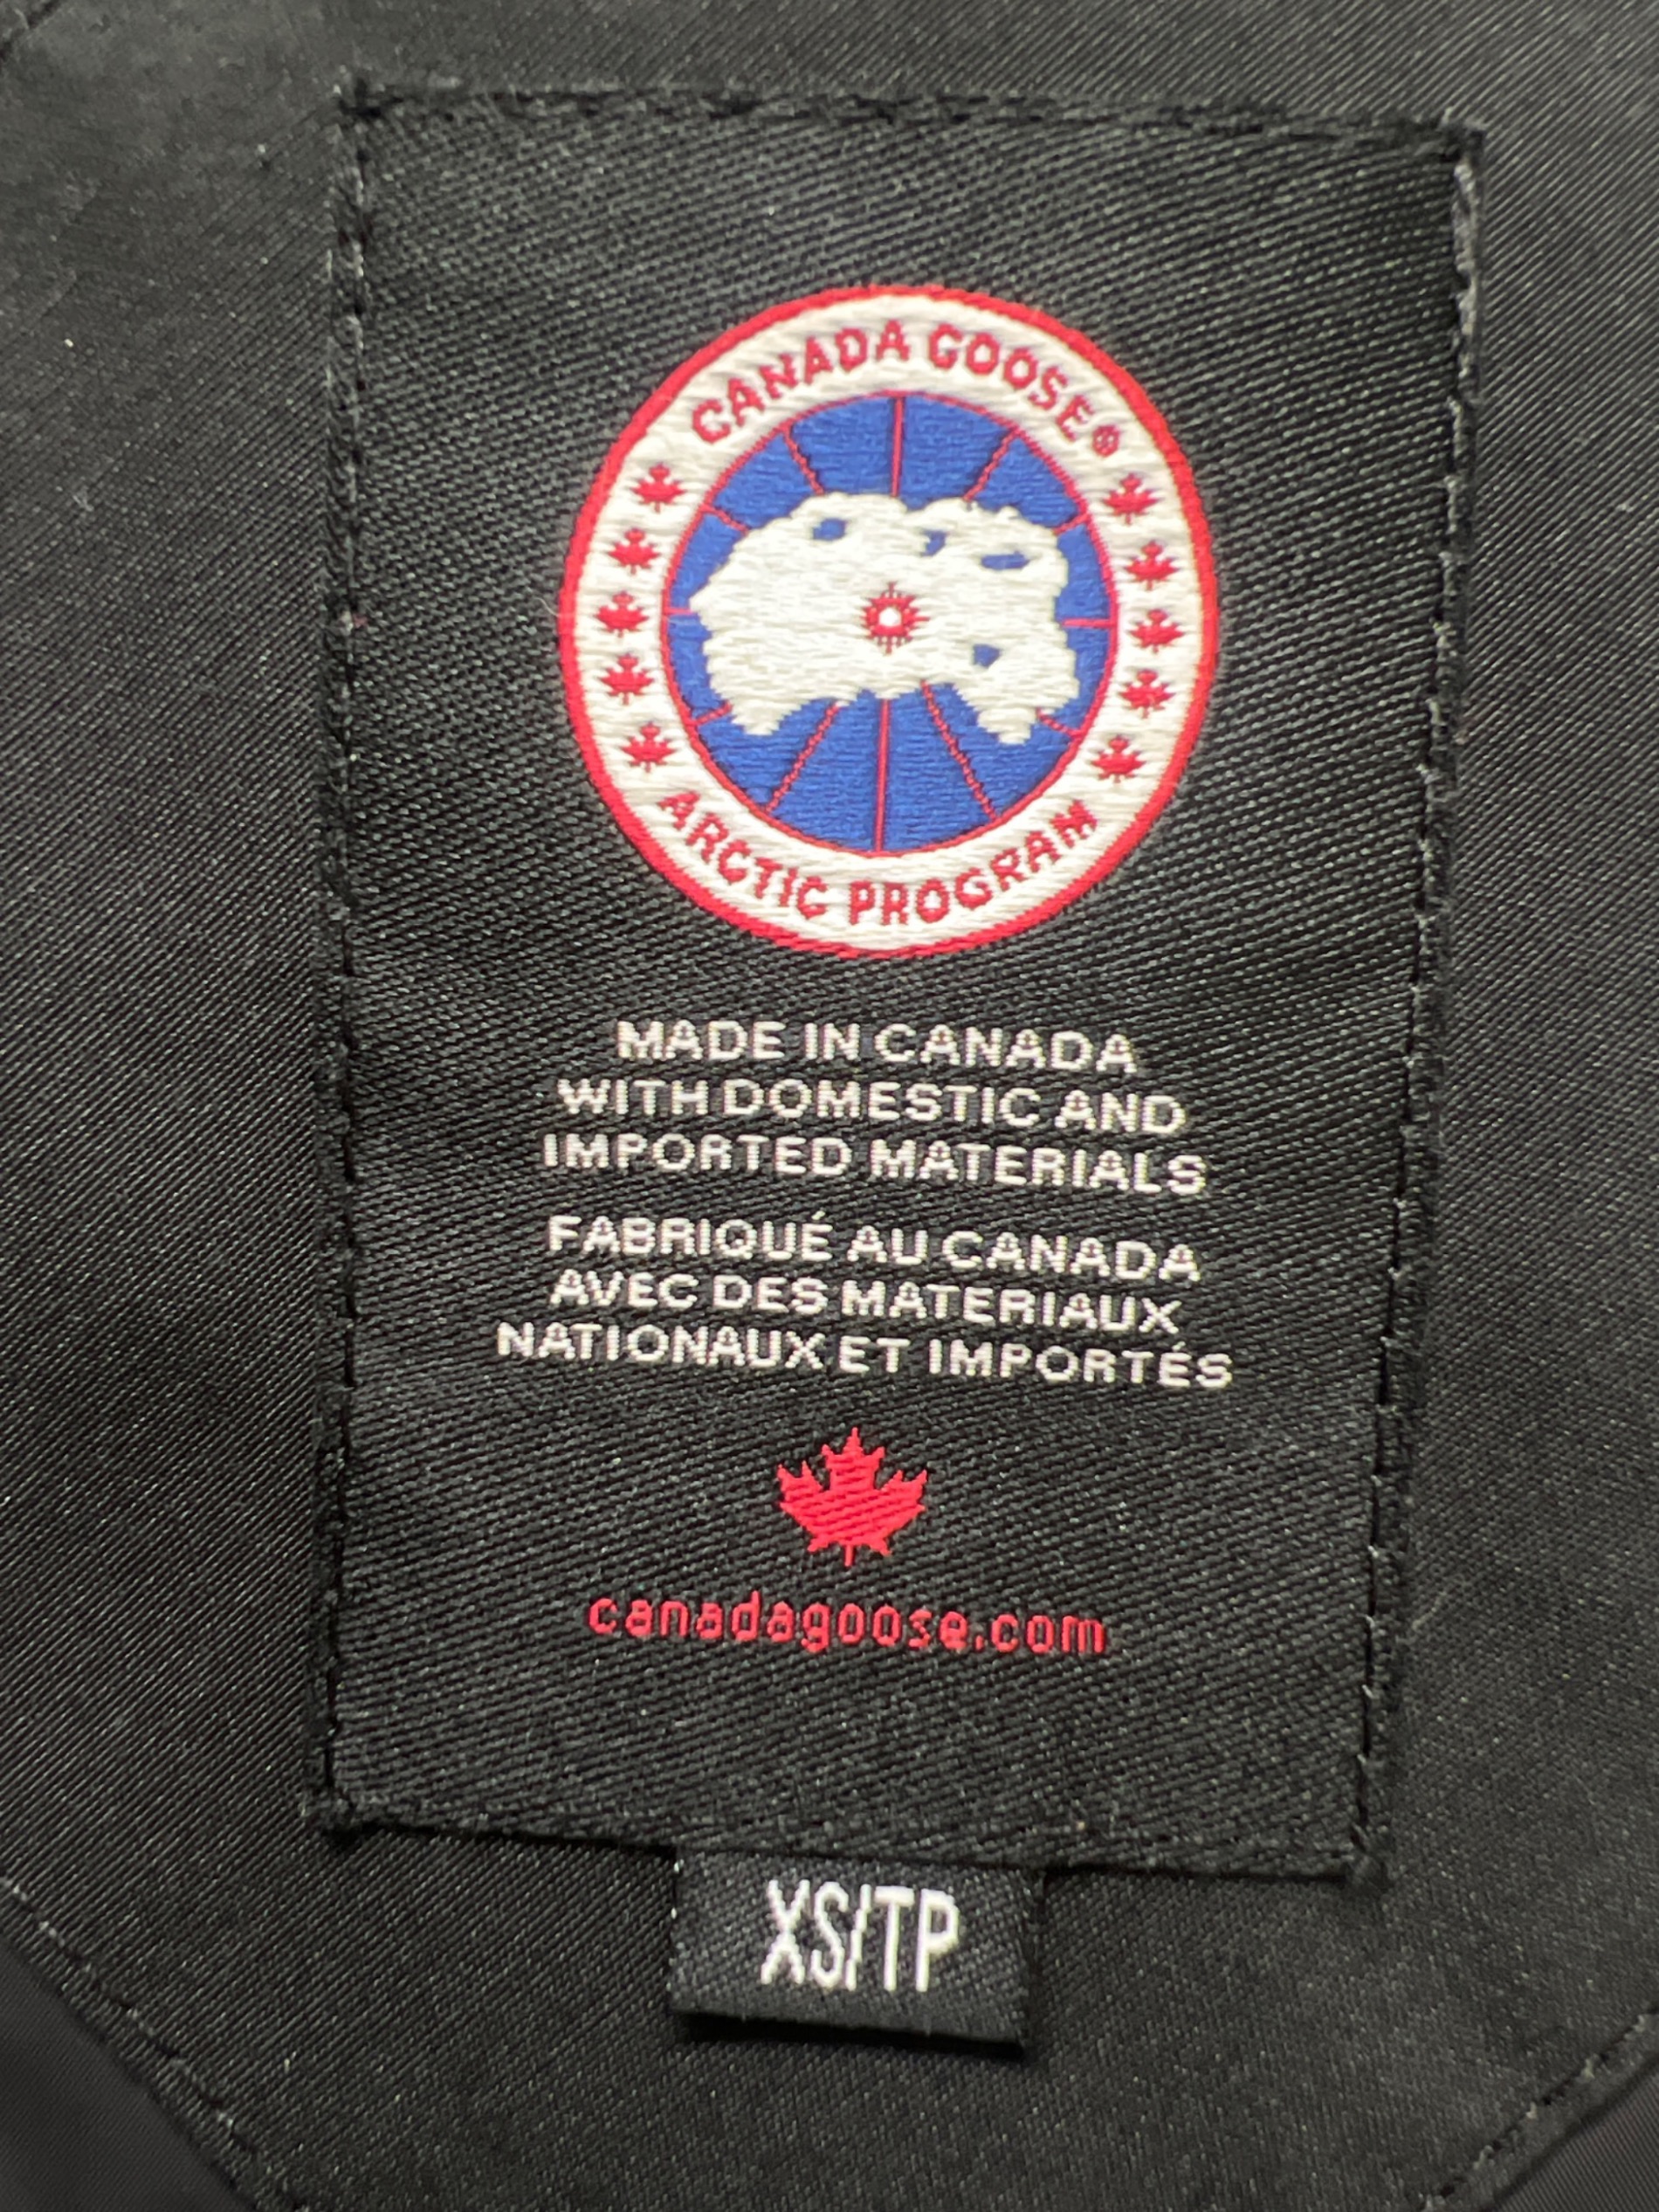 CANADA GOOSE®
ARCTIC PROGRAM
MADE IN CANADA
WITH DOMESTIC AND
IMPORTED MATERIALS
FABRIQUÉ AU CANADA
AVEC DES MATERIAUX
NATIONAUX ET IMPORTÉS
canadagoose.com
XS/TP